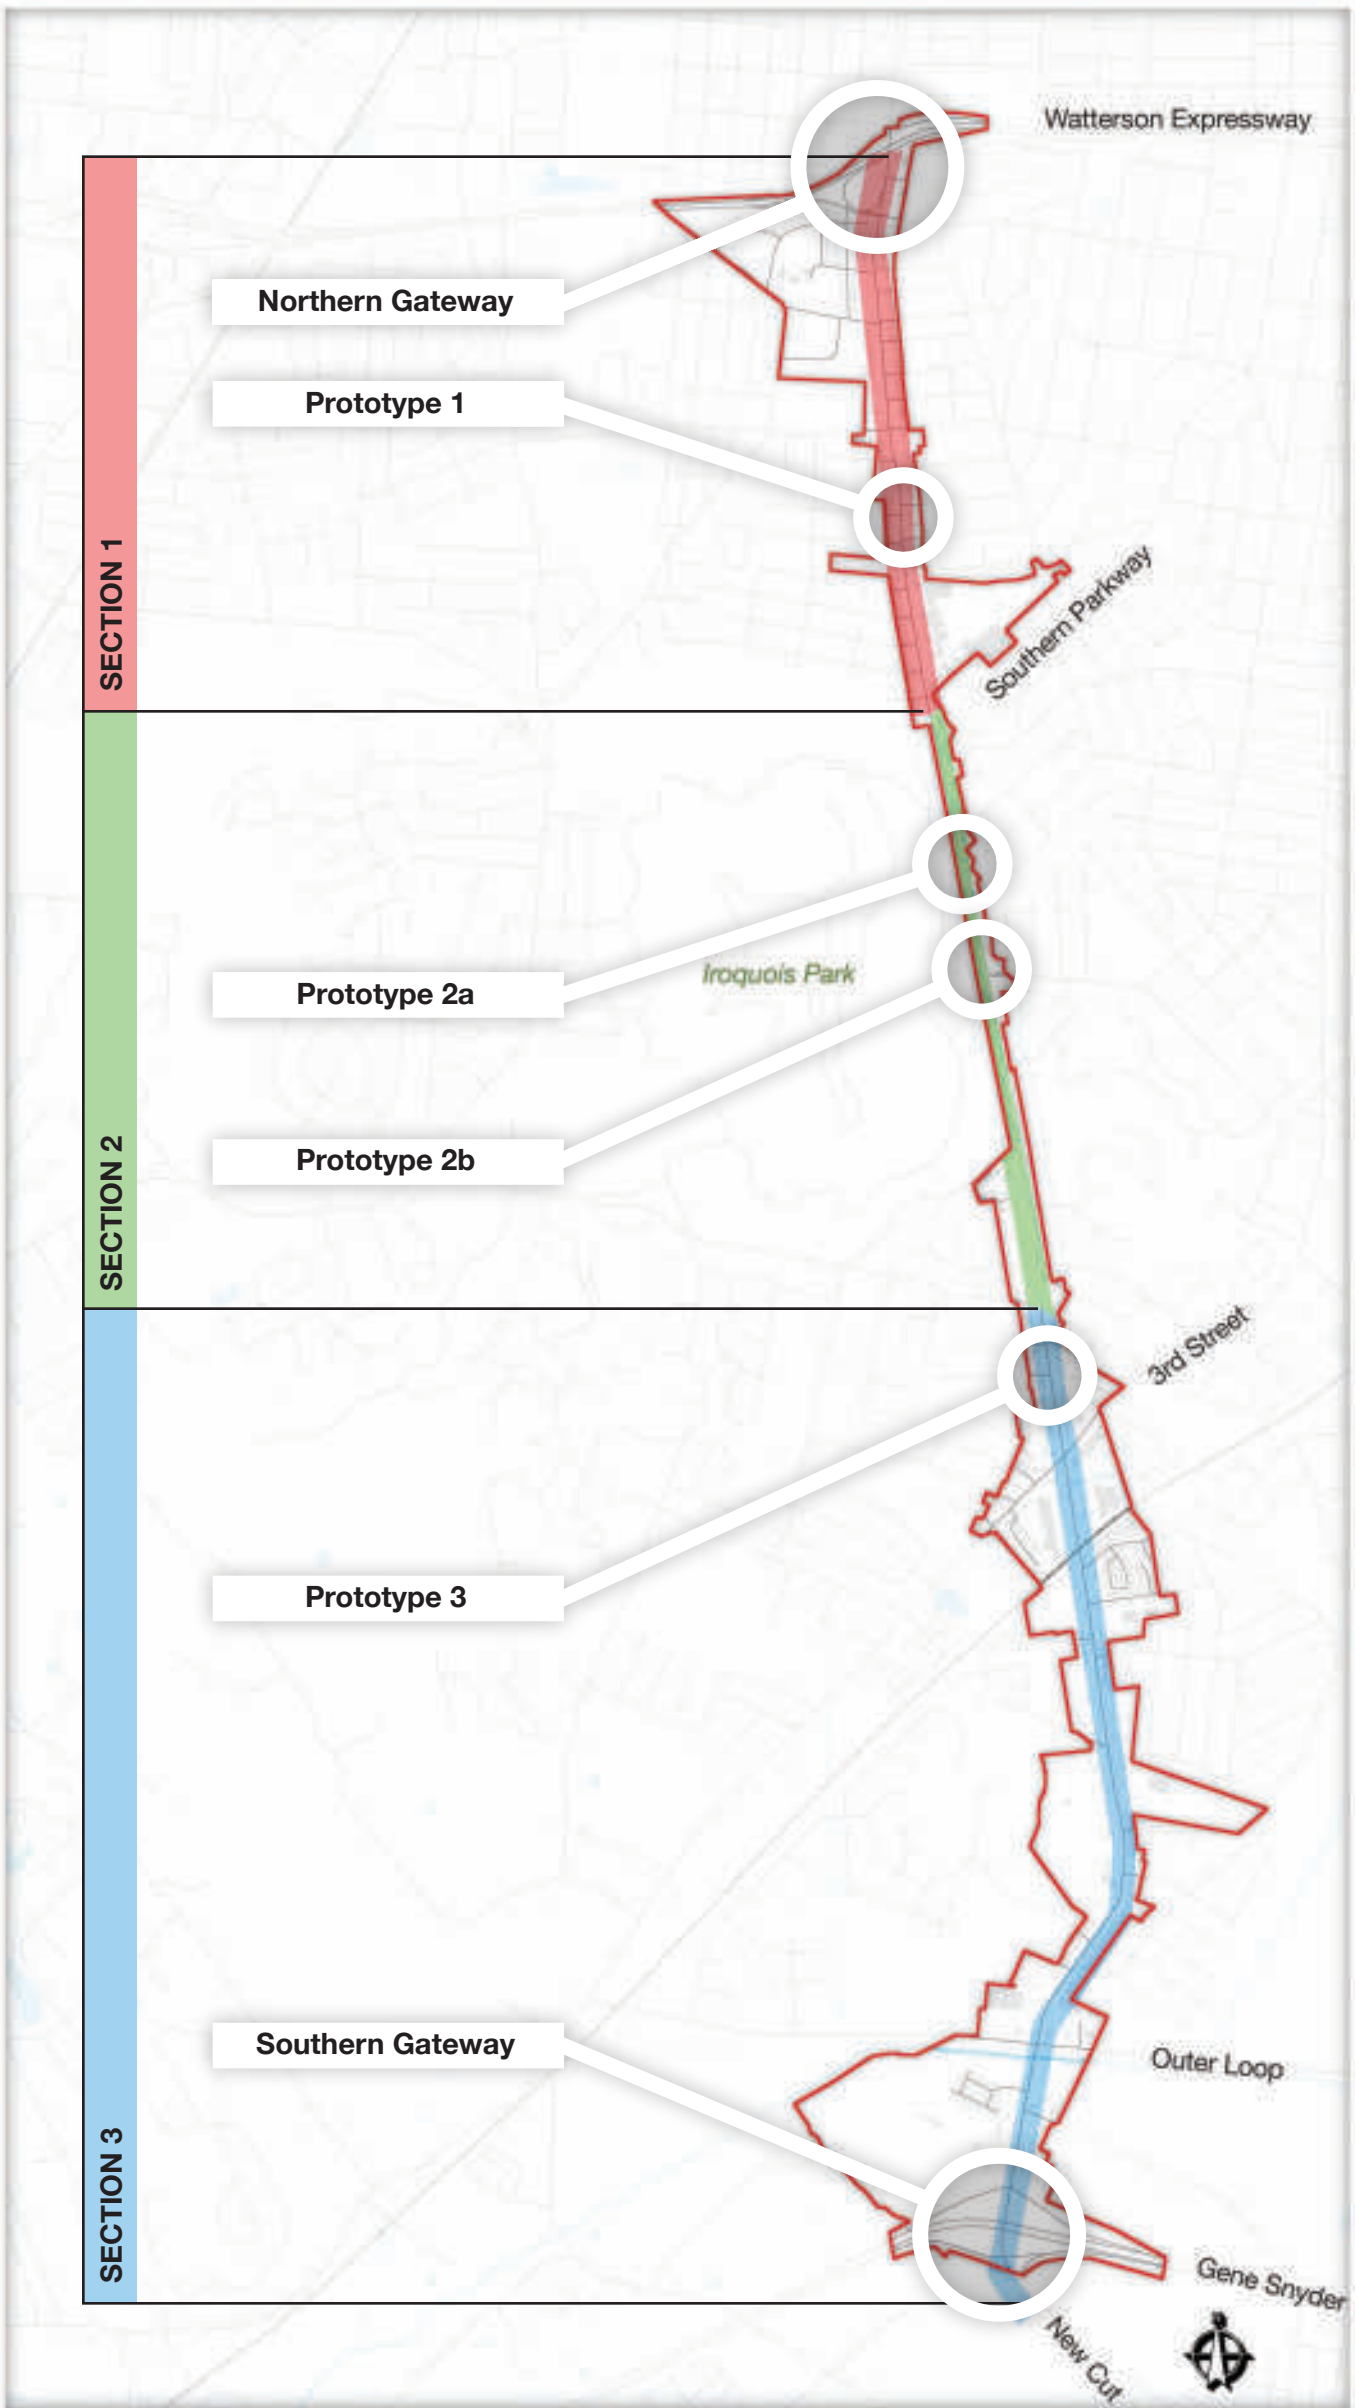 Watterson Expressway
Northern Gateway
Prototype 1
SECTION 1
Southern Parkway
Prototype 2a
Iroquois Park
Prototype 2b
SECTION 2
3rd Street
Prototype 3
Southern Gateway
Outer Loop
SECTION 3
Gene Snyder
New Cut